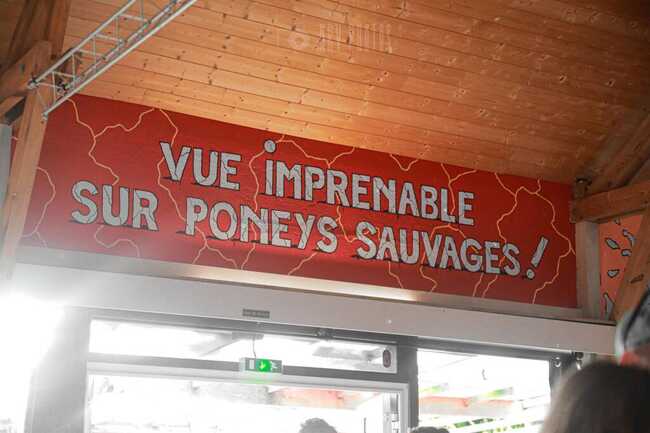 VUE iMPRENABLE
SUR PONEYS SAUVAGES!